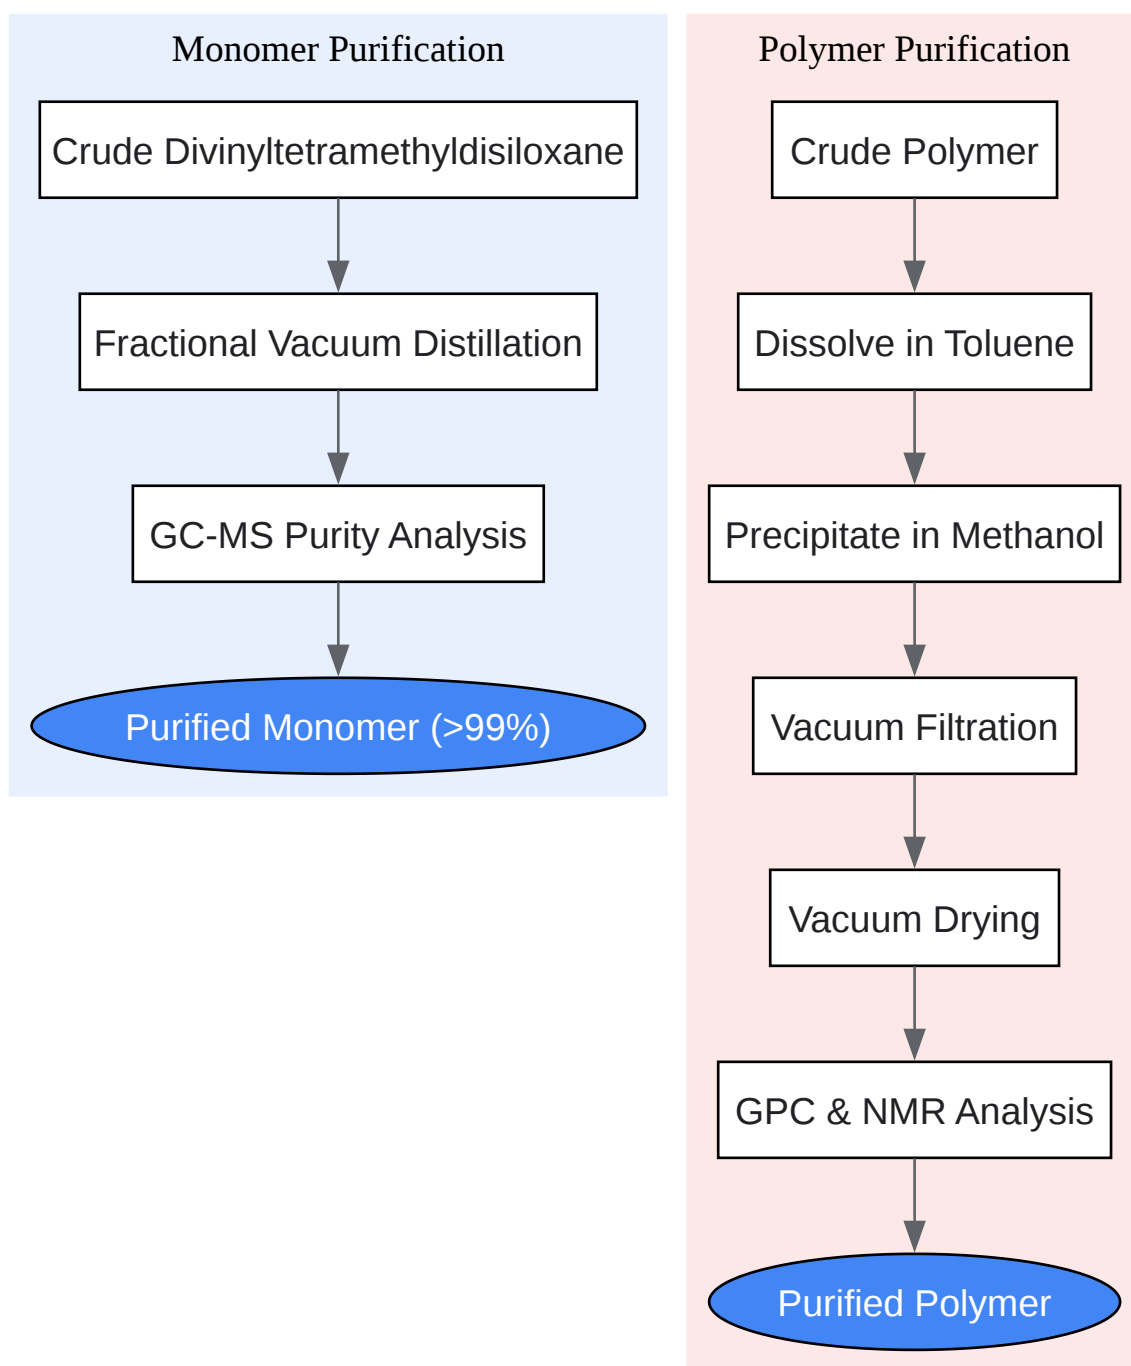 Monomer Purification
Crude Divinyltetramethyldisiloxane
Fractional Vacuum Distillation
GC-MS Purity Analysis
Purified Monomer (>99%)
Polymer Purification
Crude Polymer
Dissolve in Toluene
Precipitate in Methanol
Vacuum Filtration
Vacuum Drying
GPC & NMR Analysis
Purified Polymer